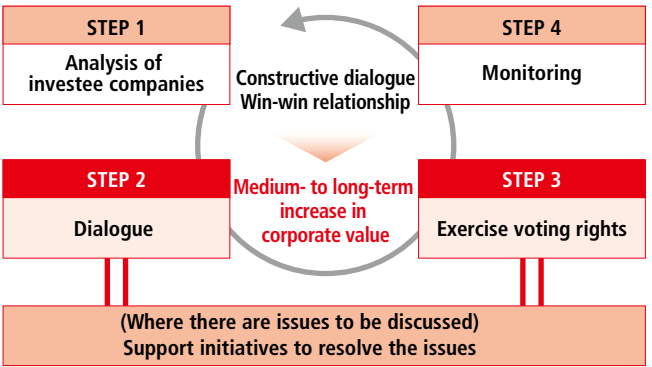 STEP 1
Analysis of
investee companies
STEP 4
Monitoring
Constructive dialogue
Win-win relationship
Medium- to long-term
increase in
corporate value
STEP 2
Dialogue
STEP 3
Exercise voting rights
(Where there are issues to be discussed)
Support initiatives to resolve the issues